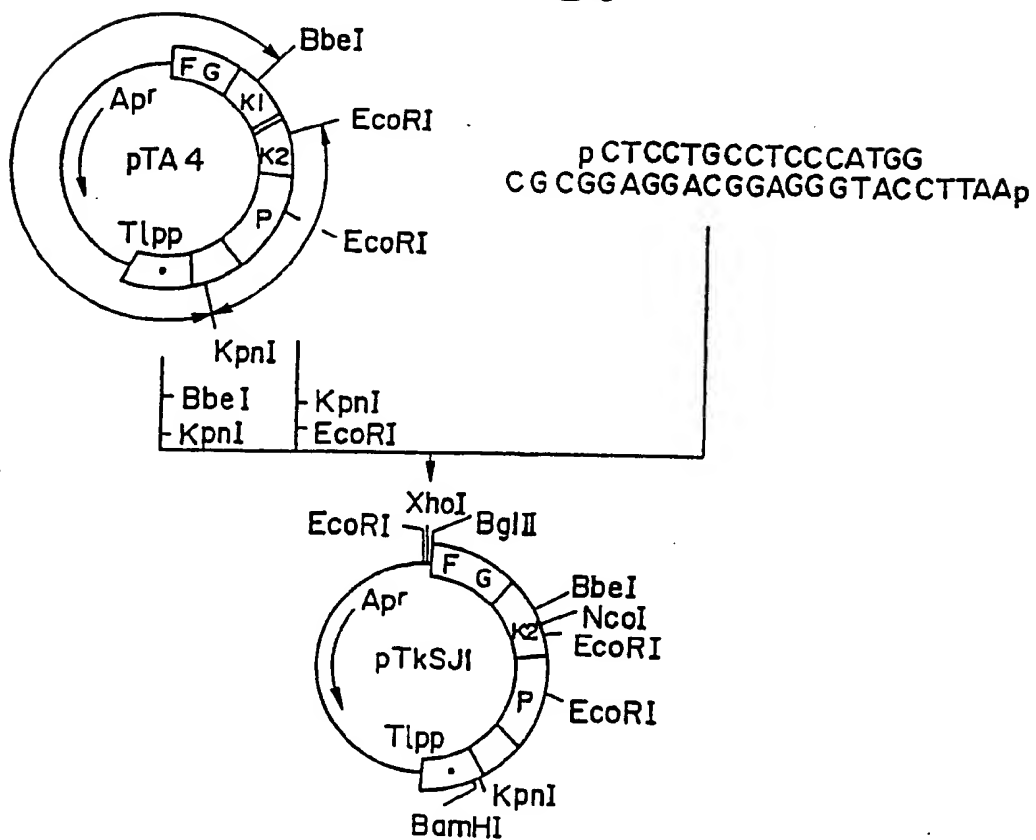 BbeI
F G
K1
EcoRI
Apr
pTA 4
K2
P
EcoRI
Tlpp
KpnI
pCTCCTGCCTCCCATGG
CGCGGAGGACGGAGGGTACCTTAAp
BbeI
KpnI
KpnI
EcoRI
XhoI
EcoRI
BglII
F G
BbeI
NcoI
K2
EcoRI
Apr
pTkSJ1
P
EcoRI
Tlpp
KpnI
BamHI